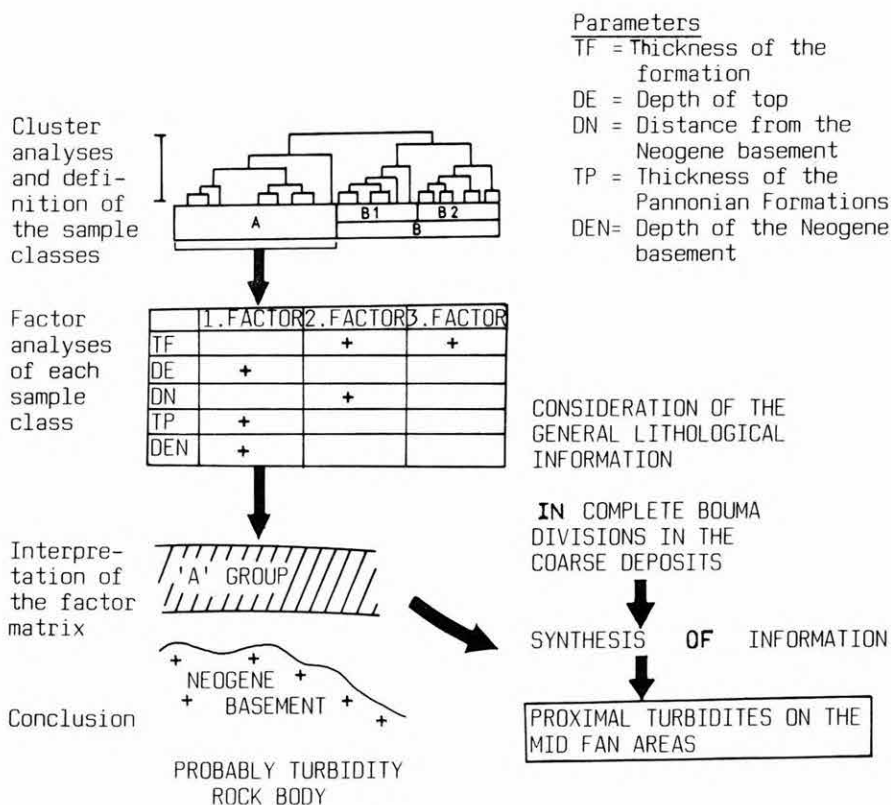 Parameters
TF = Thickness of the
formation
DE = Depth of top
DN = Distance from the
Neogene basement
TP = Thickness of the
Pannonian Formations
DEN= Depth of the Neogene
basement
Cluster
analyses
and defi-
nition of
the sample
classes
A
B1
B2
B
Factor
analyses
of each
sample
class
1.FACTOR 2.FACTOR 3.FACTOR
TF + +
DE +
DN +
TP +
DEN +
CONSIDERATION OF THE
GENERAL LITHOLOGICAL
INFORMATION
IN COMPLETE BOUMA
DIVISIONS IN THE
COARSE DEPOSITS
Interpre-
tation of
the factor
matrix
'A' GROUP
SYNTHESIS OF INFORMATION
NEOGENE
BASEMENT
Conclusion
PROXIMAL TURBIDITES ON THE
MID FAN AREAS
PROBABLY TURBIDITY
ROCK BODY